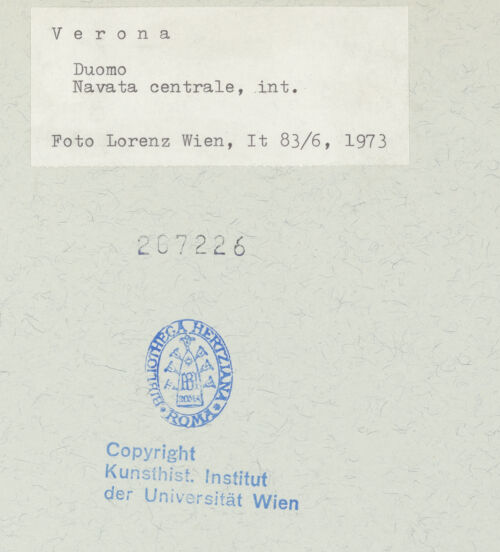 V e r o n a
Duomo
Navata centrale, int.
Foto Lorenz Wien, It 83/6, 1973
207226
BIBLIOTHECA HERTZIANA
ROMA
Copyright
Kunsthist. Institut
der Universität Wien